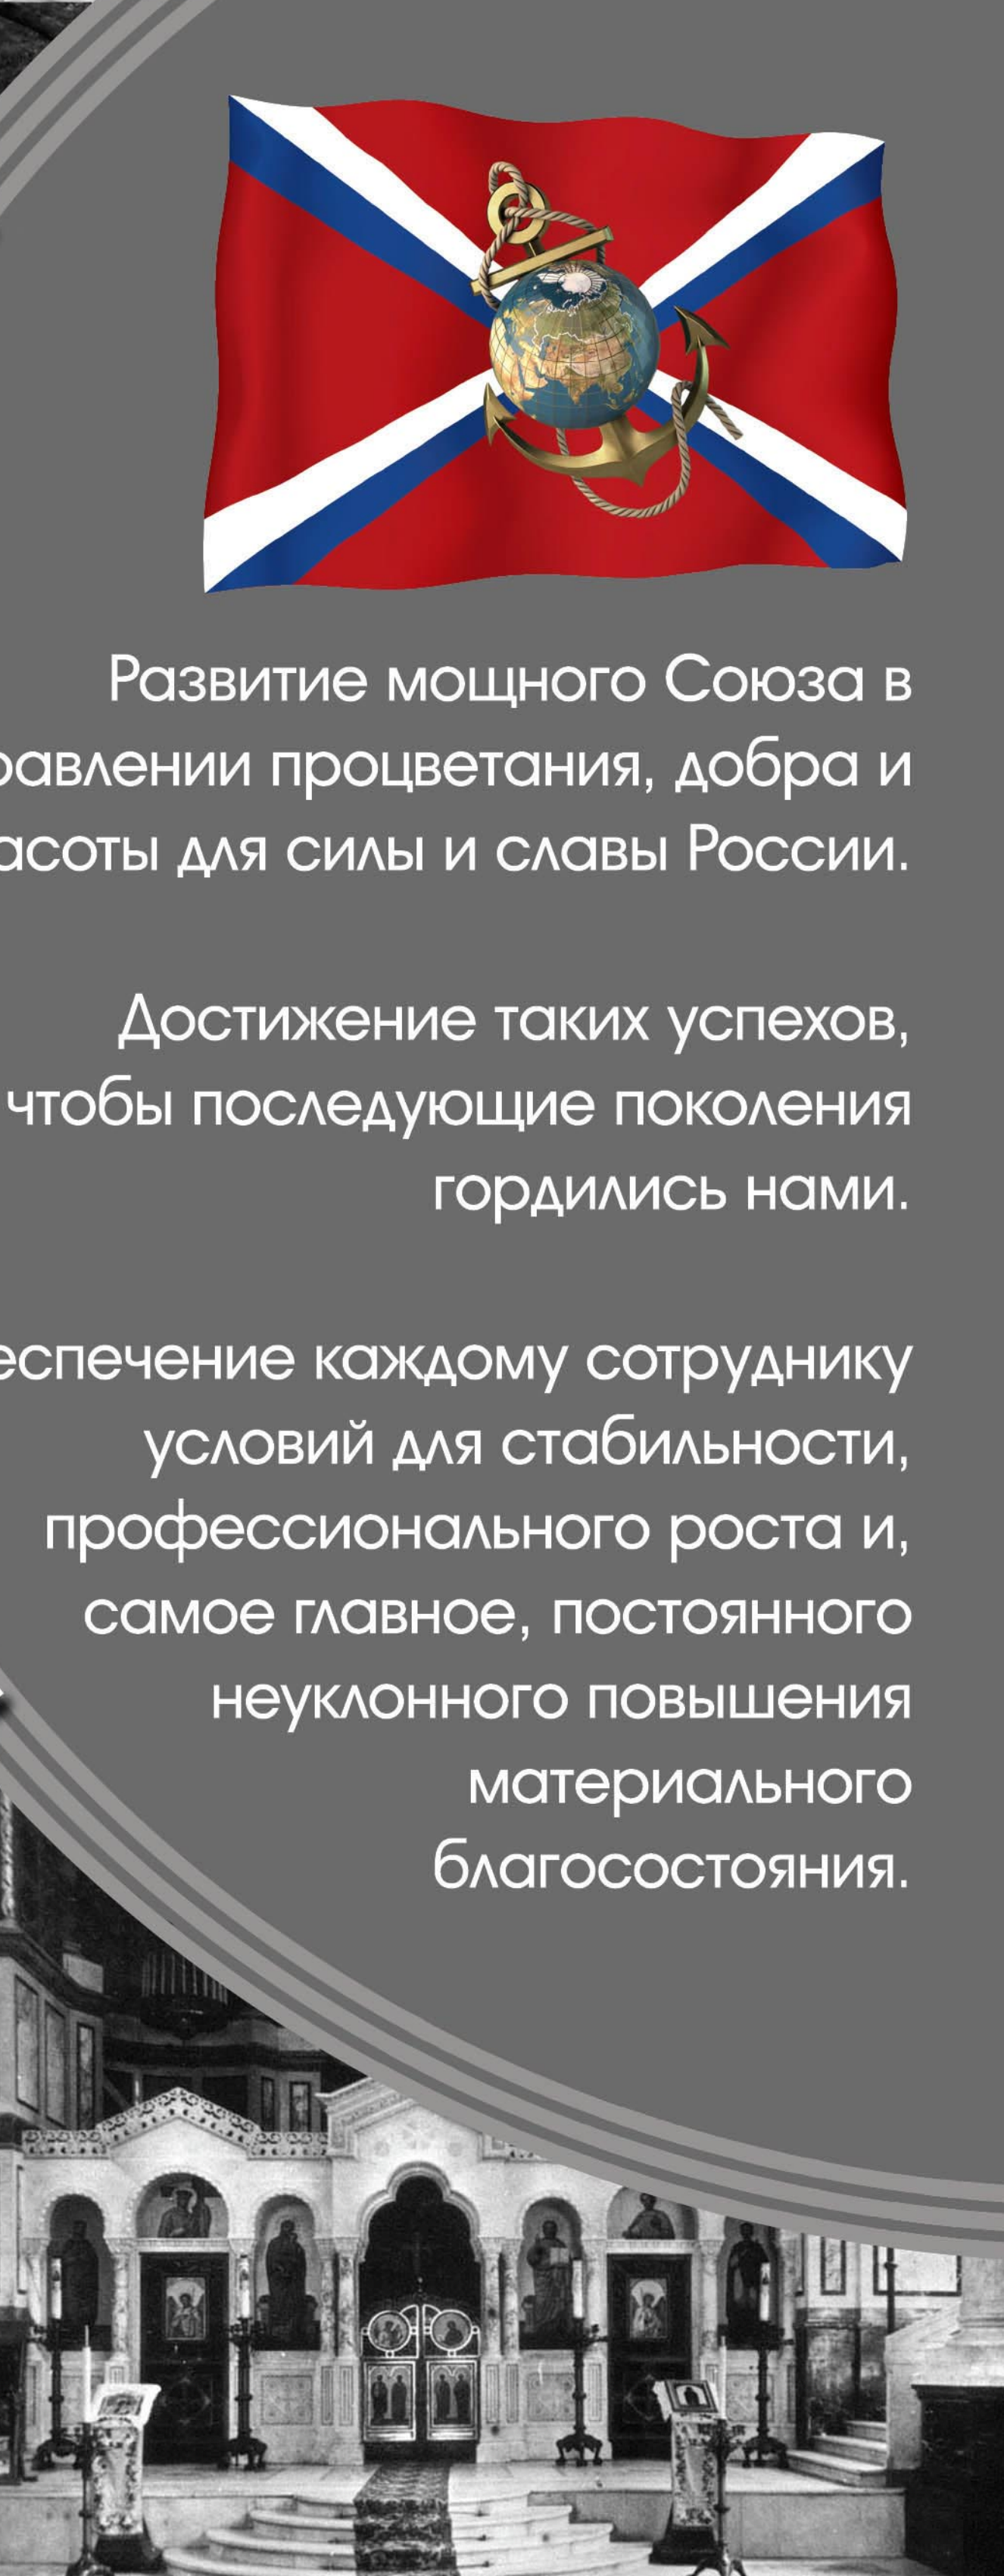 Развитие мощного Союза в
равлении процветания, добра и
асоты для силы и славы России.
Достижение таких успехов,
чтобы последующие поколения
гордились нами.
еспечение каждому сотруднику
условий для стабильности,
профессионального роста и,
самое главное, постоянного
неуклонного повышения
материального
благосостояния.